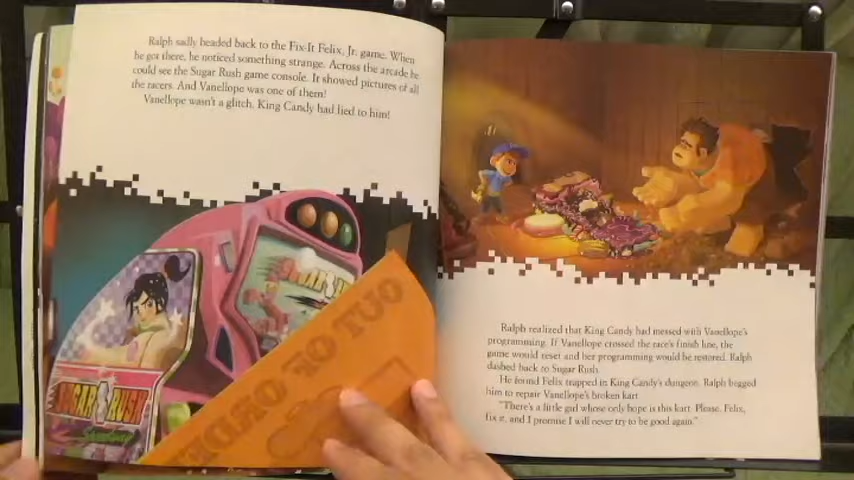 Ralph sadly headed back to the Fix-It Felix, Jr. game. When
he got there, he noticed something strange. Across the arcade he
could see the Sugar Rush game console. It showed pictures of all
the racers. And Vanellope was one of them!
Vanellope wasn't a glitch. King Candy had lied to him!
SUGAR RUSH
Speedway
SUGAR RUSH
OUT OF ORDER
Ralph realized that King Candy had messed with Vanellope's
programming. If Vanellope crossed the race's finish line, the
game would reset and her programming would be restored. Ralph
dashed back to Sugar Rush.
He found Felix trapped in King Candy's dungeon. Ralph begged
him to repair Vanellope's broken kart.
"There's a little girl whose only hope is this kart. Please, Felix,
fix it, and I promise I will never try to be good again."